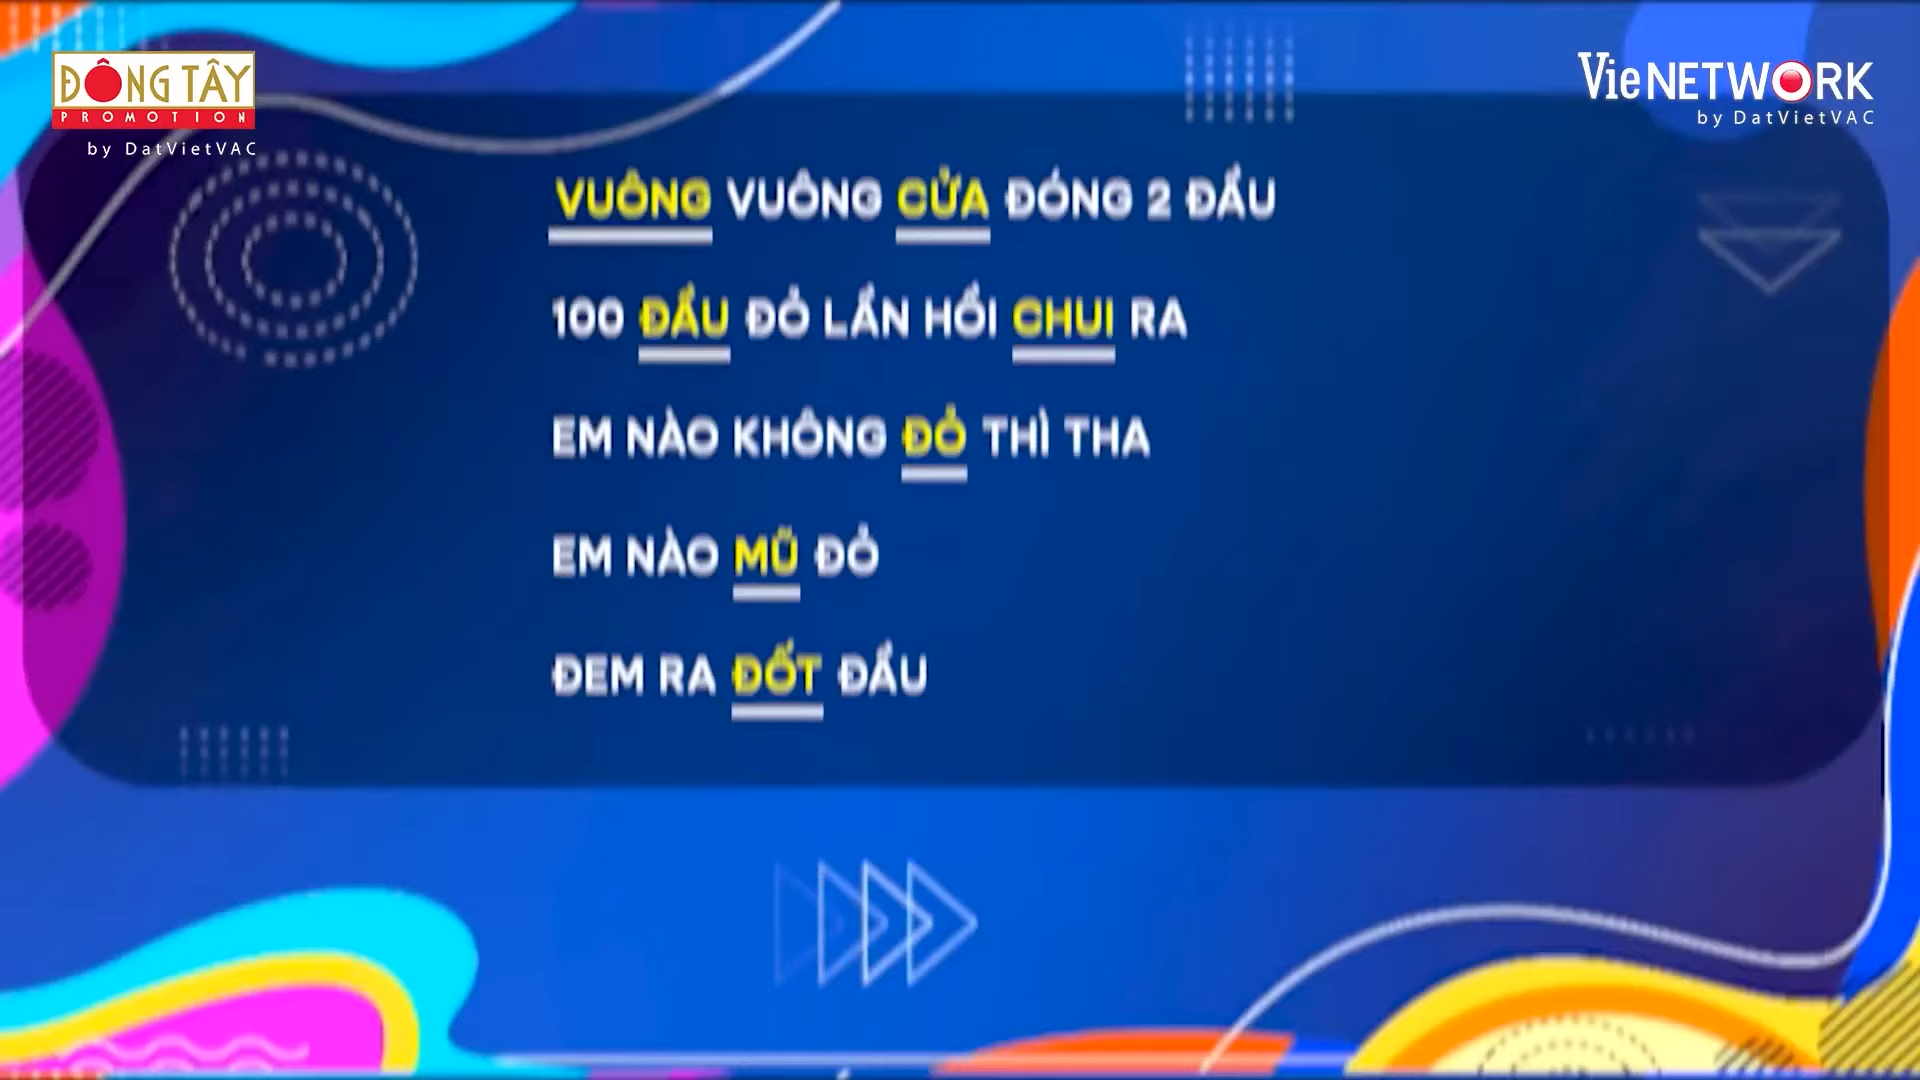 ĐÔNG TÂY
PROMOTION
by DatVietVAC
VieNETWORK
by DatVietVAC
VUÔNG VUÔNG CỬA ĐÓNG 2 ĐẦU
100 ĐẦU ĐỎ LẦN HỒI CHUI RA
EM NÀO KHÔNG ĐỎ THÌ THA
EM NÀO MŨ ĐỎ
ĐEM RA ĐỐT ĐẦU